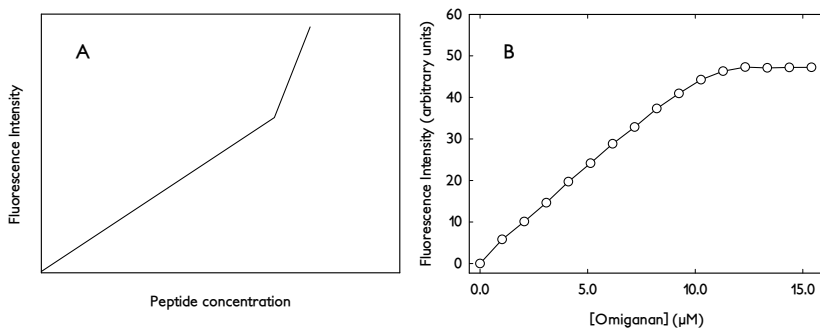 A
Fluorescence Intensity
Peptide concentration
B
Fluorescence Intensity (arbitrary units)
60
50
40
30
20
10
0
0.0 5.0 10.0 15.0
[Omiganan] (µM)